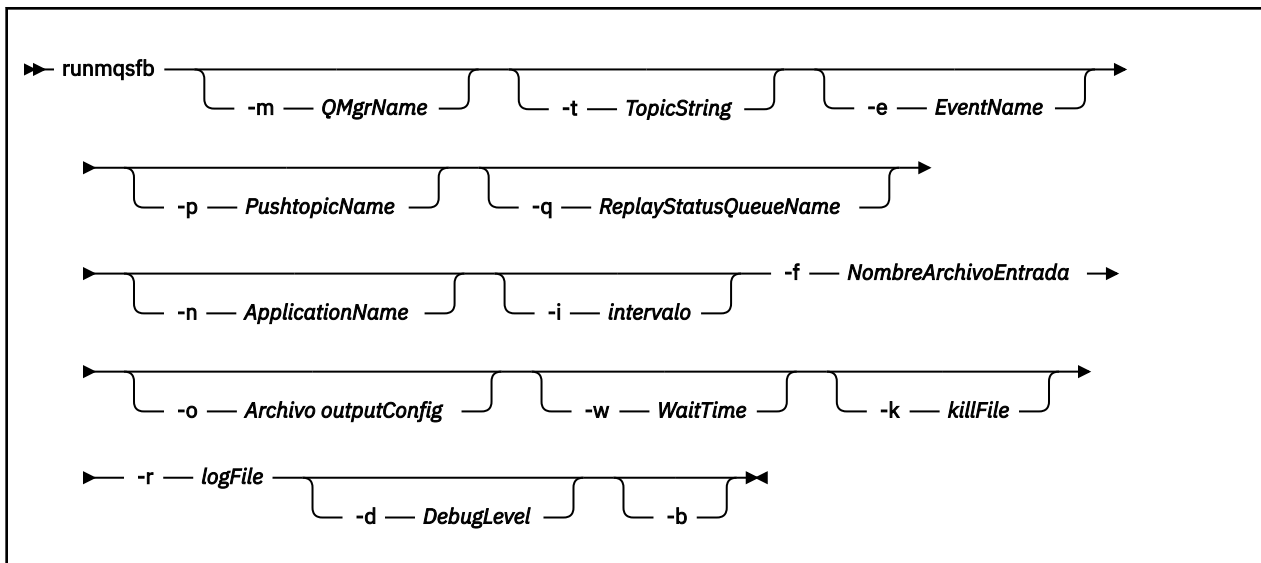 runmqsfb
-m QMgrName -t TopicString -e EventName
-p PushtopicName -q ReplayStatusQueueName
-f NombreArchivoEntrada
-n ApplicationName -i intervalo
-o Archivo outputConfig -w WaitTime -k killFile
-r logFile
-d DebugLevel -b